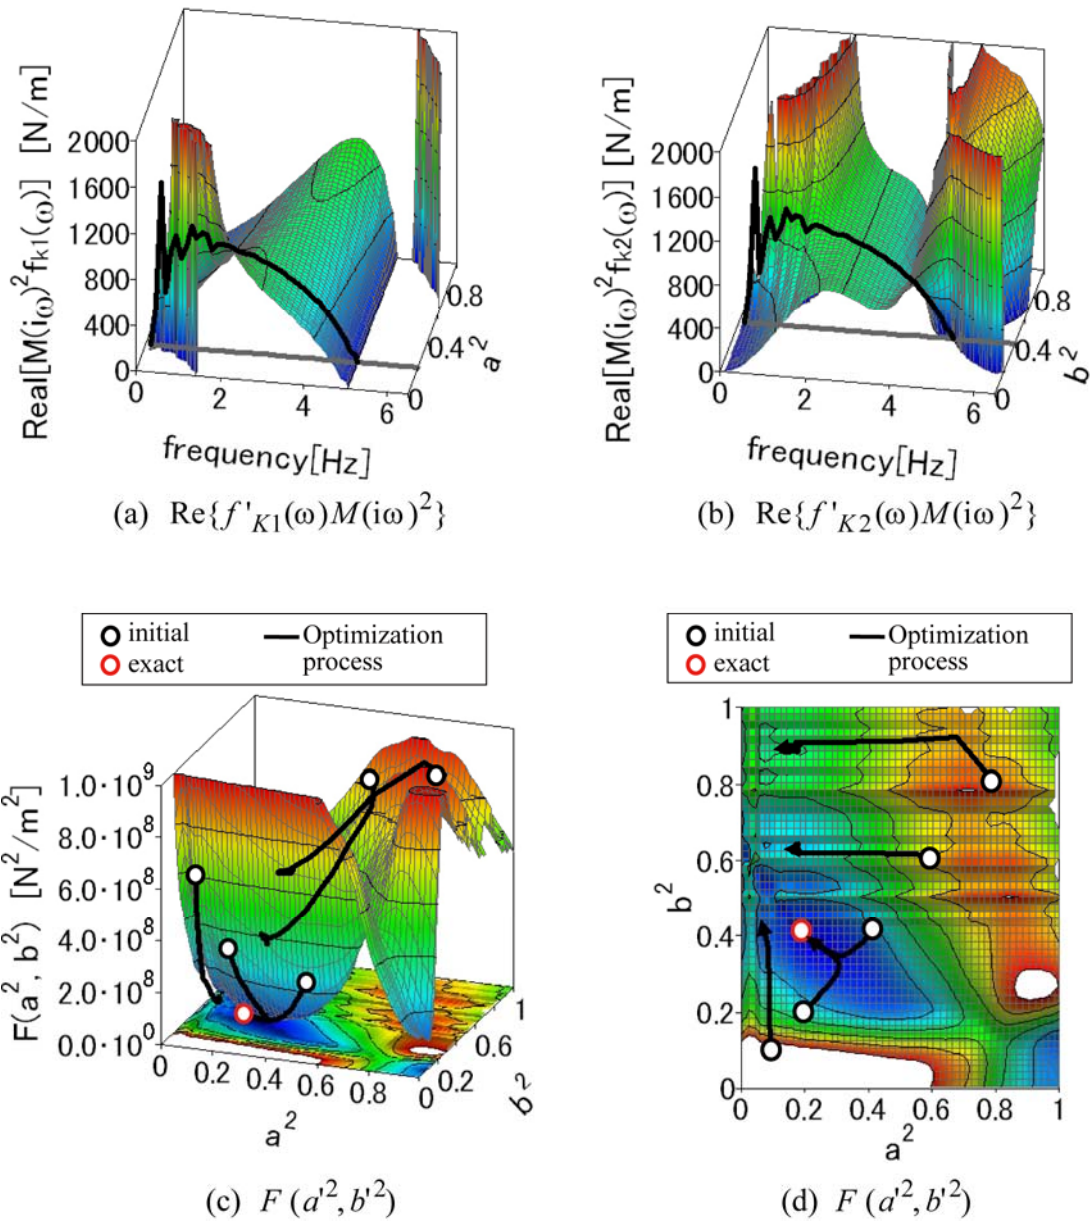 Real[M(iω)²fk1(ω)] [N/m]
2000
1600
1200
800
400
0
0
2
4
6
0
0.4
0.8
a²
frequency[Hz]
(a) Re{f'K1(ω)M(iω)²}
Real[M(iω)²fk2(ω)] [N/m]
2000
1600
1200
800
400
0
0
2
4
6
0
0.4
0.8
b²
frequency[Hz]
(b) Re{f'K2(ω)M(iω)²}
initial
Optimization
exact
process
F(a², b²) [N²/m²]
1.0·10⁹
8.0·10⁸
6.0·10⁸
4.0·10⁸
2.0·10⁸
0.0·10⁰
0
0.2
0.4
0.6
0.8
0
0.2
0.6
1
a²
b²
(c) F (a'², b'²)
initial
Optimization
exact
process
b²
1
0.8
0.6
0.4
0.2
0
0
0.2
0.4
0.6
0.8
1
a²
(d) F (a'², b'²)